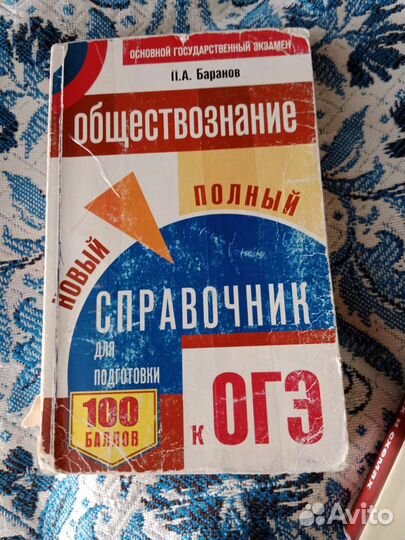 ОСНОВНОЙ ГОСУДАРСТВЕННЫЙ ЭКЗАМЕН
П.А. Баранов
ОБЩЕСТВОЗНАНИЕ
НОВЫЙ
ПОЛНЫЙ
СПРАВОЧНИК
ДЛЯ
ПОДГОТОВКИ
100
БАЛЛОВ
К ОГЭ
Avito